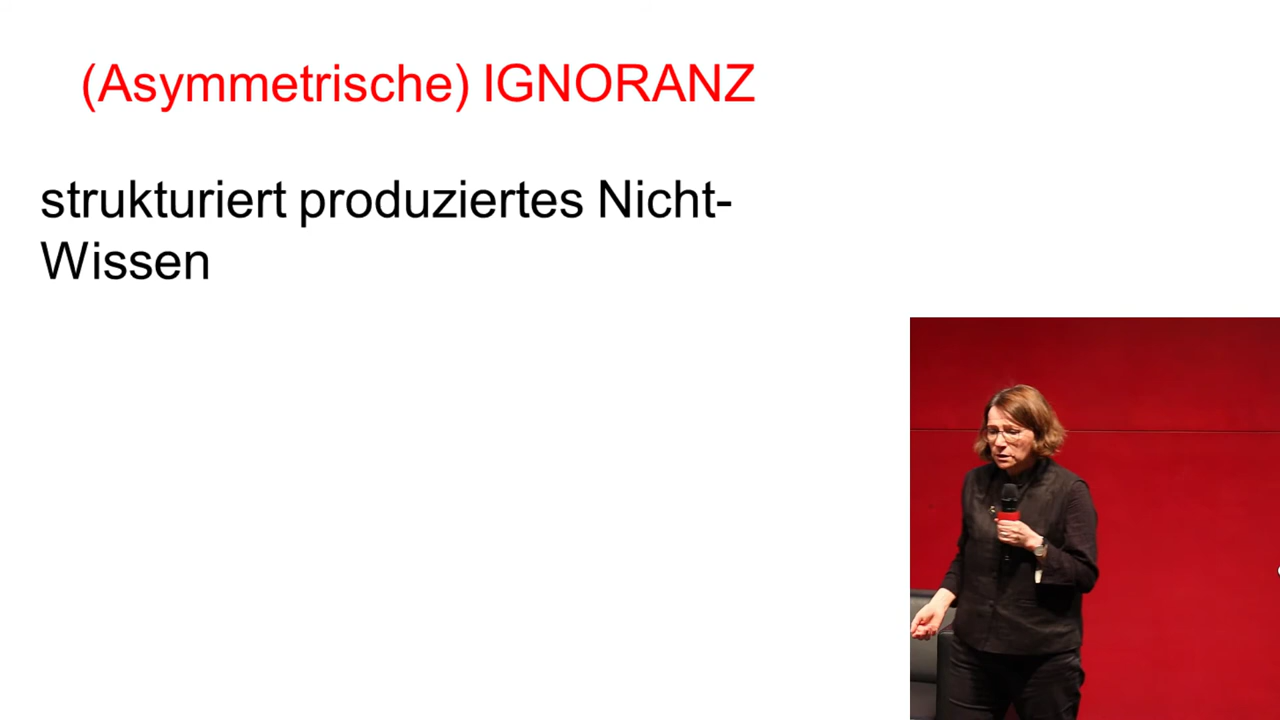 (Asymmetrische) IGNORANZ
strukturiert produziertes Nicht-
Wissen